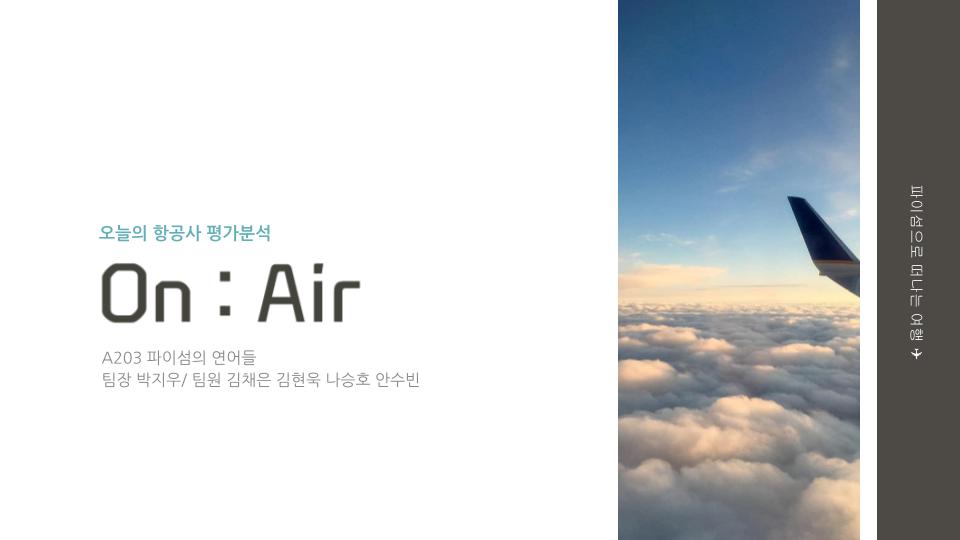 오늘의 항공사 평가분석
On : Air
A203 파이섬의 연어들
팀장 박지우/ 팀원 김채은 김현욱 나승호 안수빈
파이섬으로 떠나는 여행 ✈